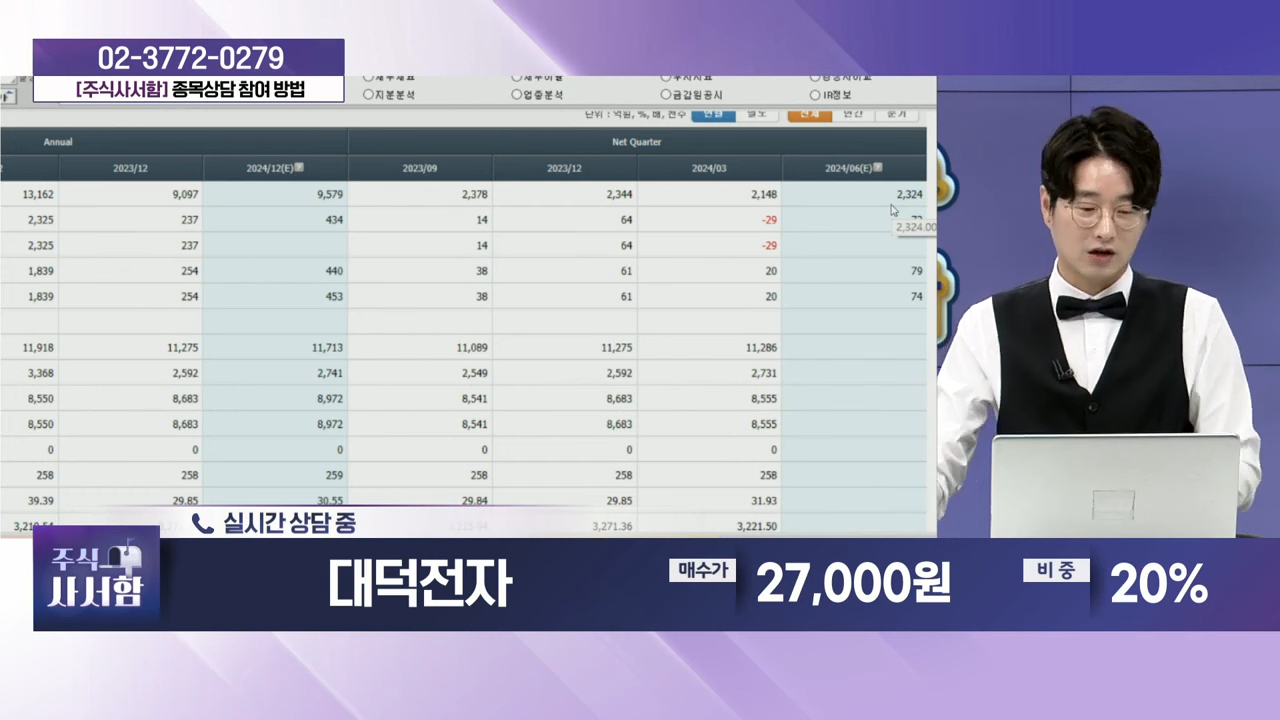 02-3772-0279
[주식사서함] 종목상담 참여 방법
지분분석 업종분석 금감원공시 IR정보
단위 : 억원, %, 배, 천주
Annual Net Quarter
2023/12 2024/12(E) 2023/09 2023/12 2024/03 2024/06(E)
13,162 9,097 9,579 2,378 2,344 2,148 2,324
2,325 237 434 14 64 -29
2,324.00
2,325 237 14 64 -29
1,839 254 440 38 61 20 79
1,839 254 453 38 61 20 74
11,918 11,275 11,713 11,089 11,275 11,286
3,368 2,592 2,741 2,549 2,592 2,731
8,550 8,683 8,972 8,541 8,683 8,555
8,550 8,683 8,972 8,541 8,683 8,555
0 0 0 0 0 0
258 258 259 258 258 258
39.39 29.85 30.55 29.84 29.85 31.93
3,271.36 3,221.50
실시간 상담 중
주식
사서함
대덕전자 매수가 27,000원 비중 20%